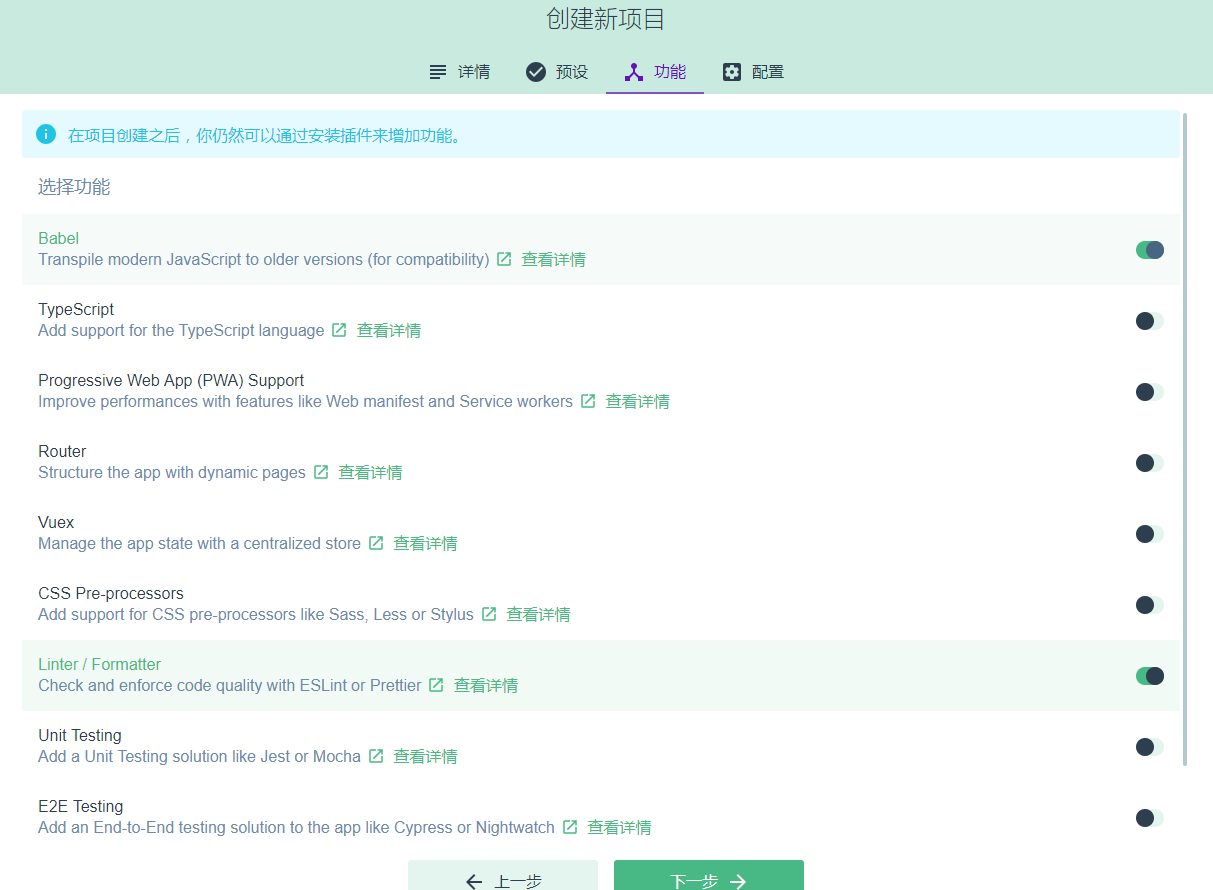 创建新项目
详情 预设 功能 配置
在项目创建之后，你仍然可以通过安装插件来增加功能。
选择功能
Babel
Transpile modern JavaScript to older versions (for compatibility) 查看详情
TypeScript
Add support for the TypeScript language 查看详情
Progressive Web App (PWA) Support
Improve performances with features like Web manifest and Service workers 查看详情
Router
Structure the app with dynamic pages 查看详情
Vuex
Manage the app state with a centralized store 查看详情
CSS Pre-processors
Add support for CSS pre-processors like Sass, Less or Stylus 查看详情
Linter / Formatter
Check and enforce code quality with ESLint or Prettier 查看详情
Unit Testing
Add a Unit Testing solution like Jest or Mocha 查看详情
E2E Testing
Add an End-to-End testing solution to the app like Cypress or Nightwatch 查看详情
← 上一步 下一步 →